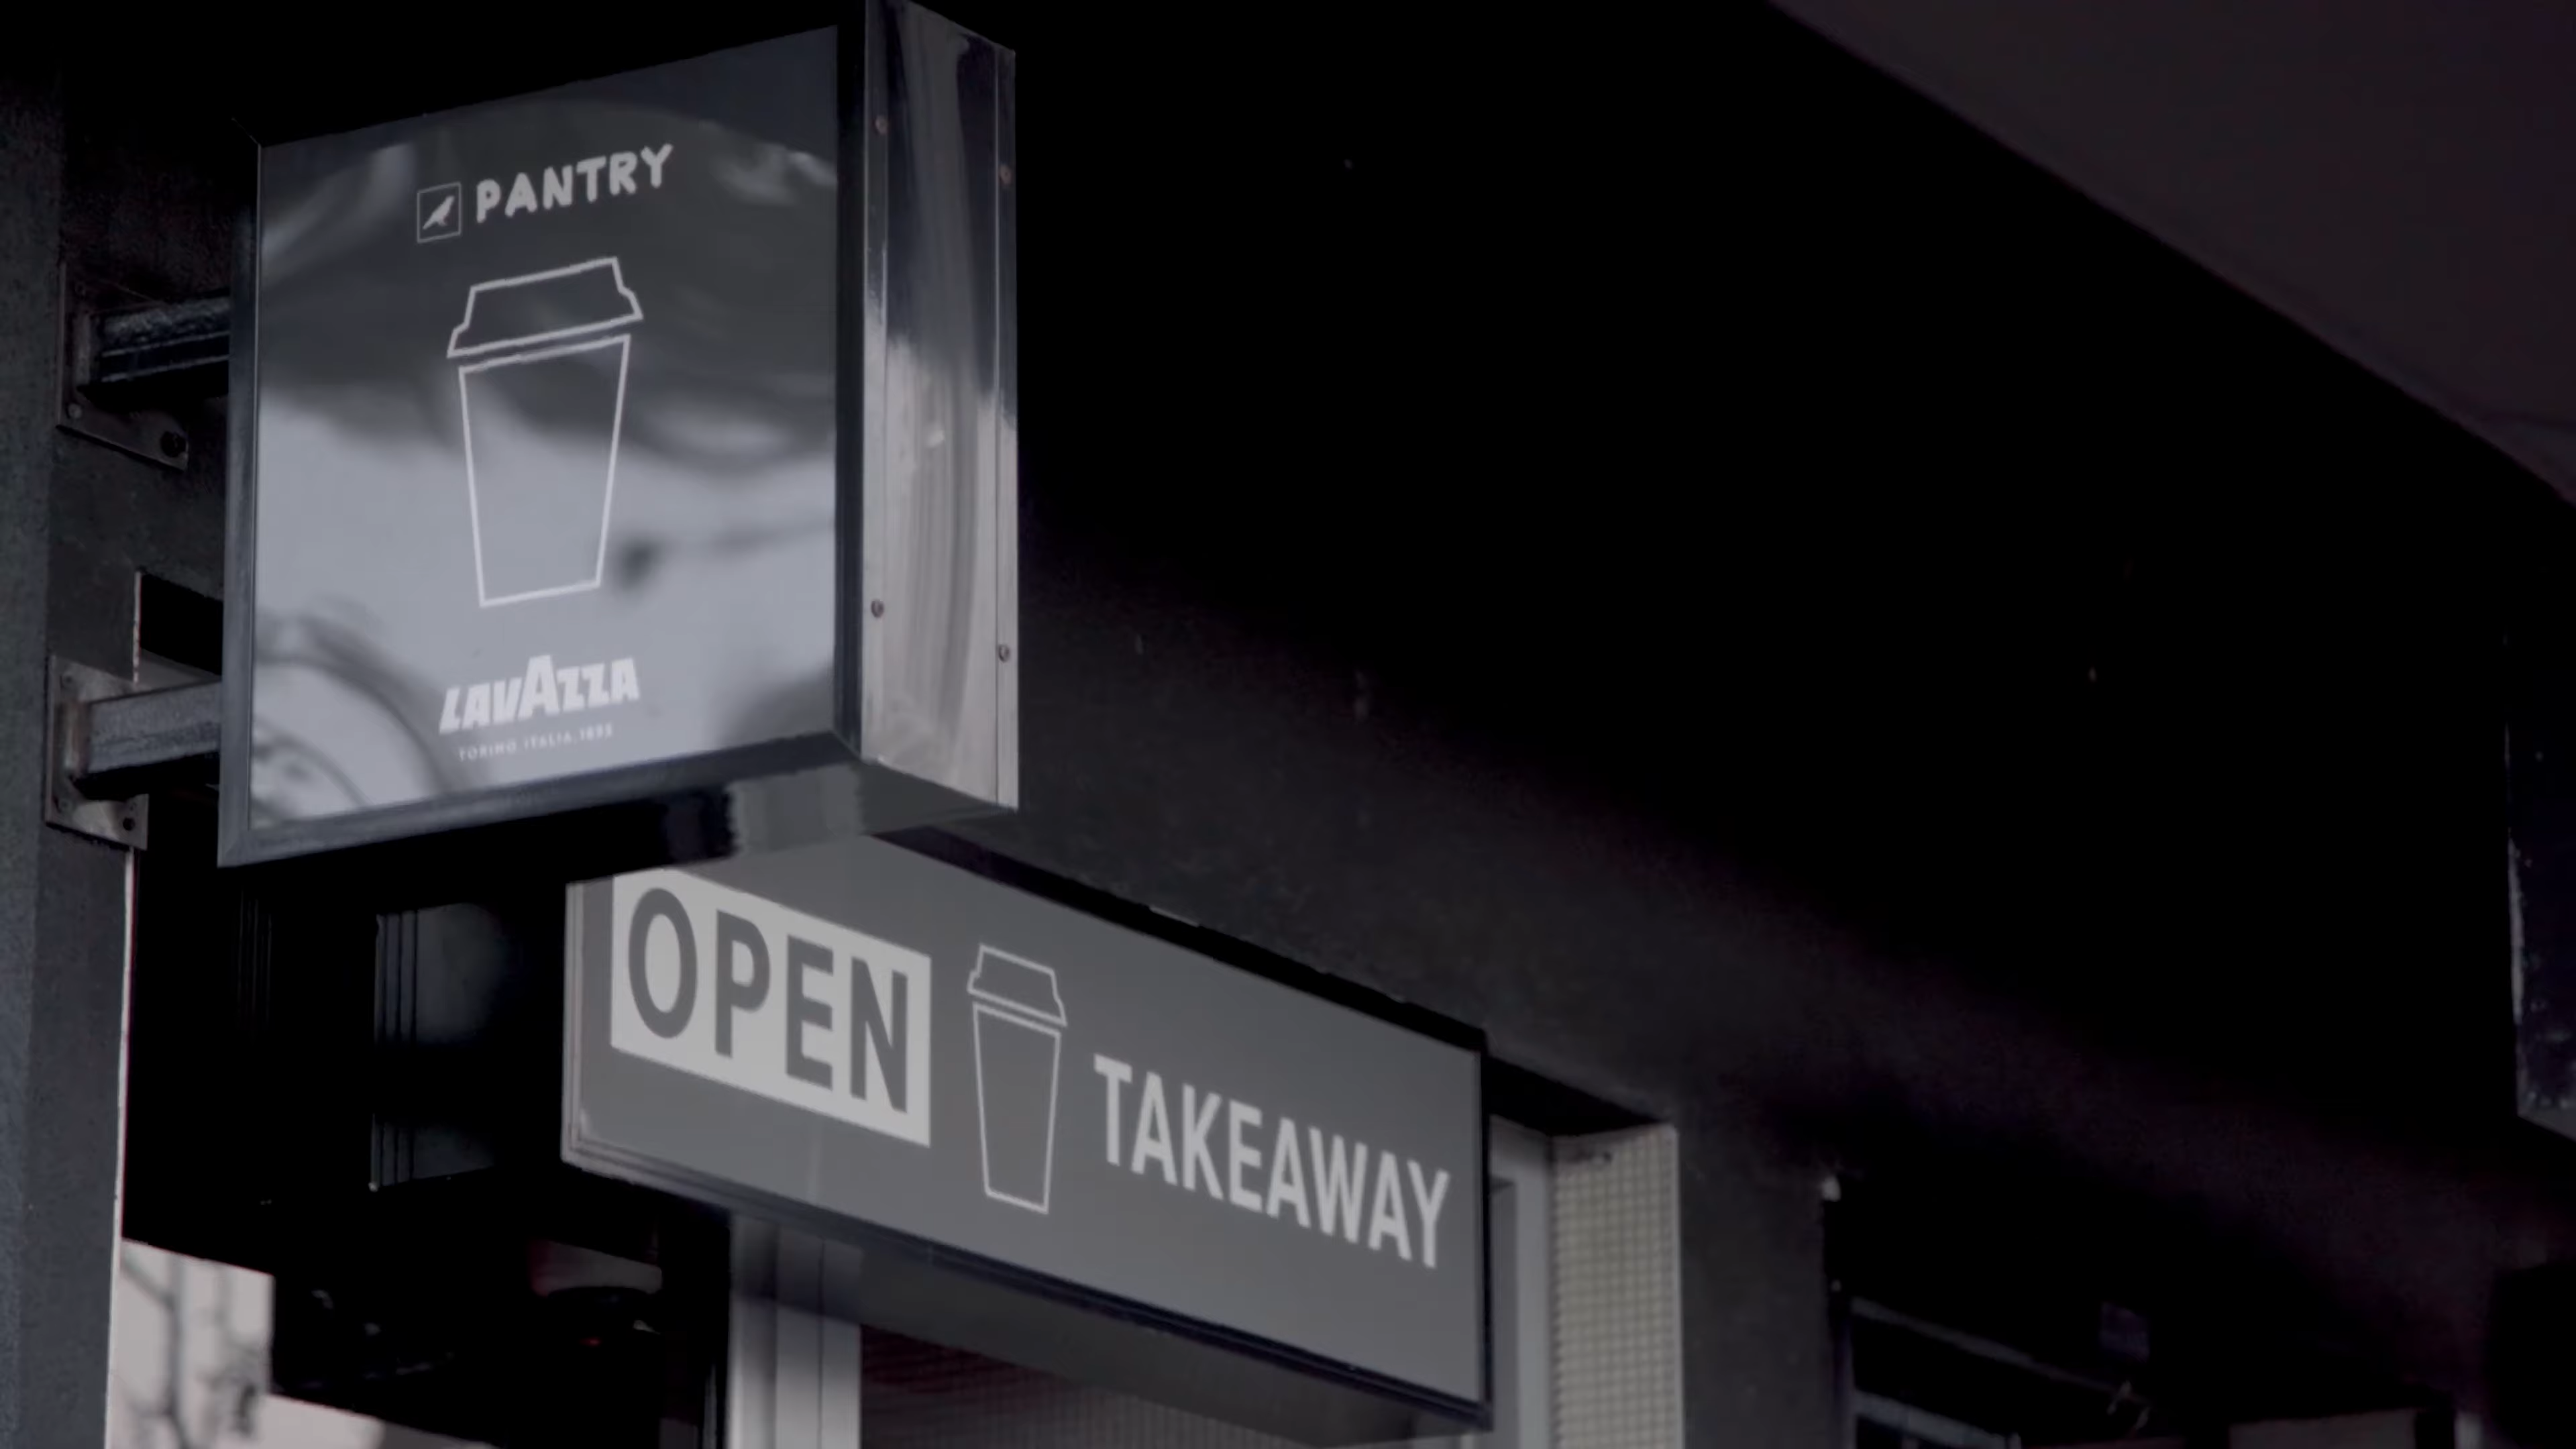 PANTRY
LAVAZZA
TORINO, ITALIA, 1895
OPEN
TAKEAWAY